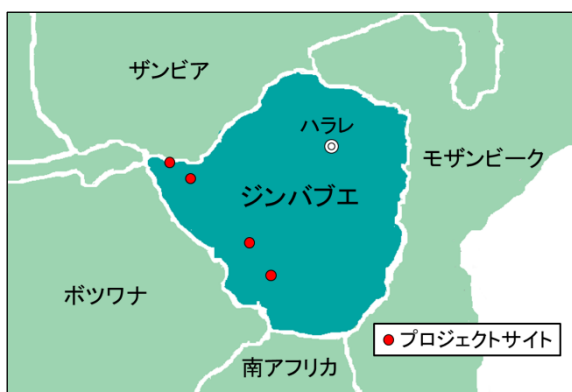 ザンビア
ハラレ
モザンビーク
ジンバブエ
ボツワナ
プロジェクトサイト
南アフリカ